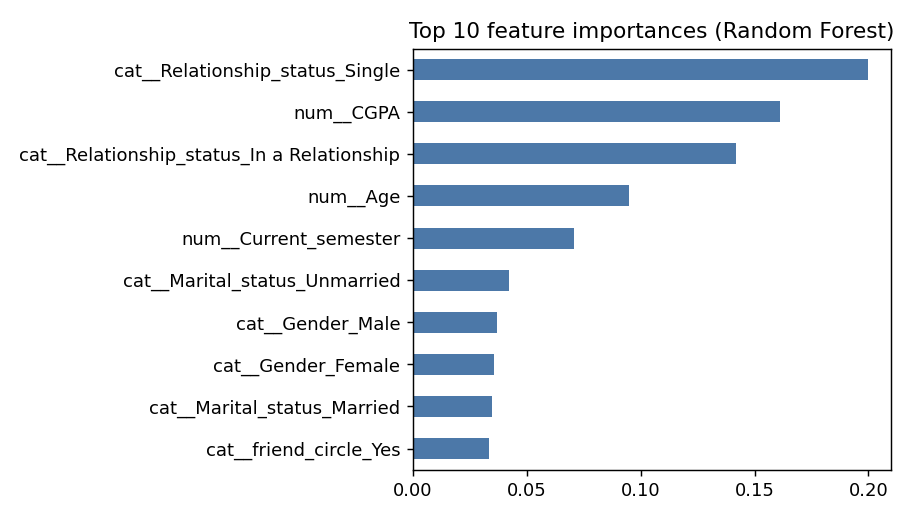 Top 10 feature importances (Random Forest)
cat__Relationship_status_Single
num__CGPA
cat__Relationship_status_In a Relationship
num__Age
num__Current_semester
cat__Marital_status_Unmarried
cat__Gender_Male
cat__Gender_Female
cat__Marital_status_Married
cat__friend_circle_Yes
0.00 0.05 0.10 0.15 0.20